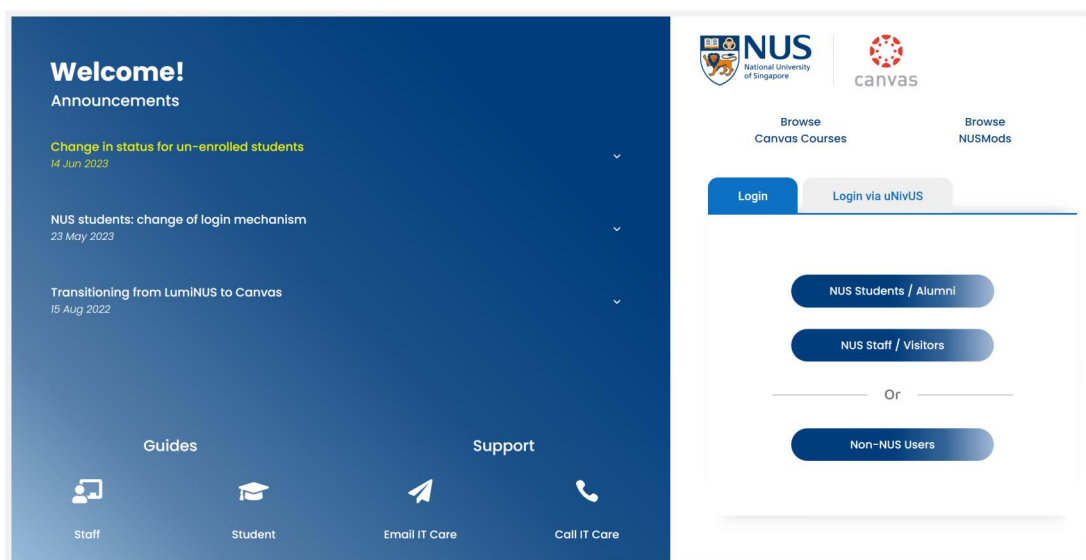 Welcome!
Announcements
Change in status for un-enrolled students
14 Jun 2023
NUS students: change of login mechanism
23 May 2023
Transitioning from LumiNUS to Canvas
15 Aug 2022
Guides
Support
Staff
Student
Email IT Care
Call IT Care
NUS
National University
of Singapore
canvas
Browse
Canvas Courses
Browse
NUSMods
Login
Login via uNivUS
NUS Students / Alumni
NUS Staff / Visitors
Or
Non-NUS Users